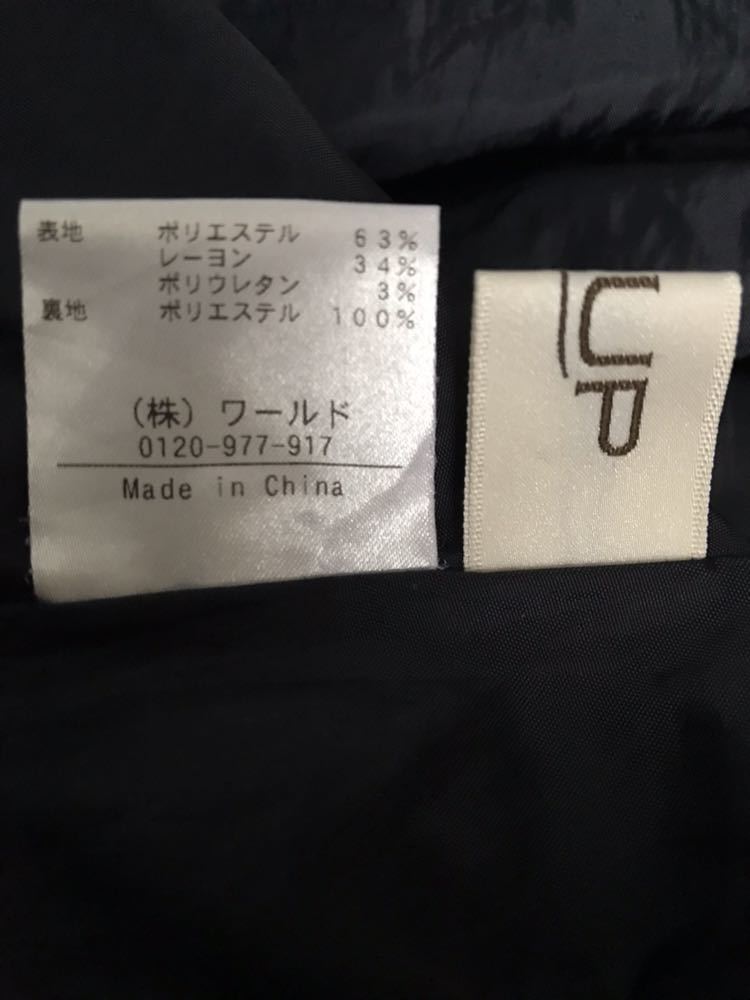 表地 ポリエステル 63%
レーヨン 34%
ポリウレタン 3%
裏地 ポリエステル 100%
(株) ワールド
0120-977-917
Made in China
UP